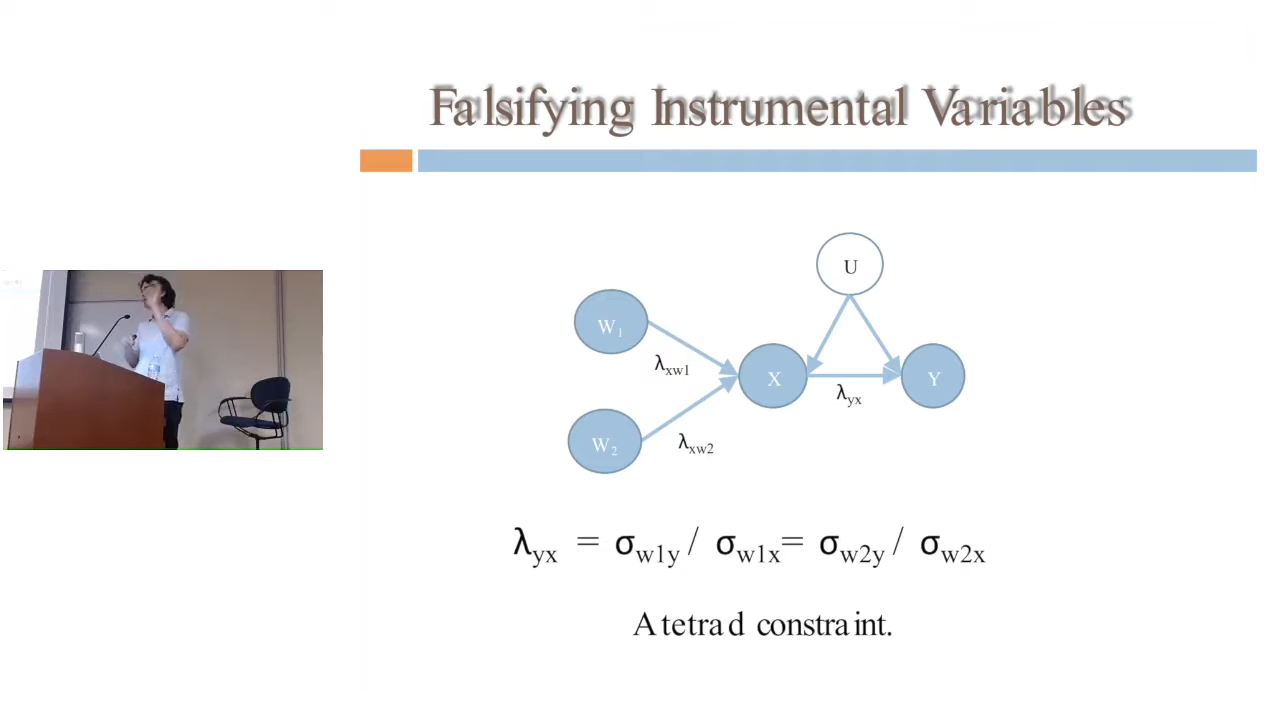 Falsifying Instrumental Variables
U
W1
λxw1
X
Y
λyx
W2
λxw2
λyx = σw1y / σw1x = σw2y / σw2x
A tetrad constraint.